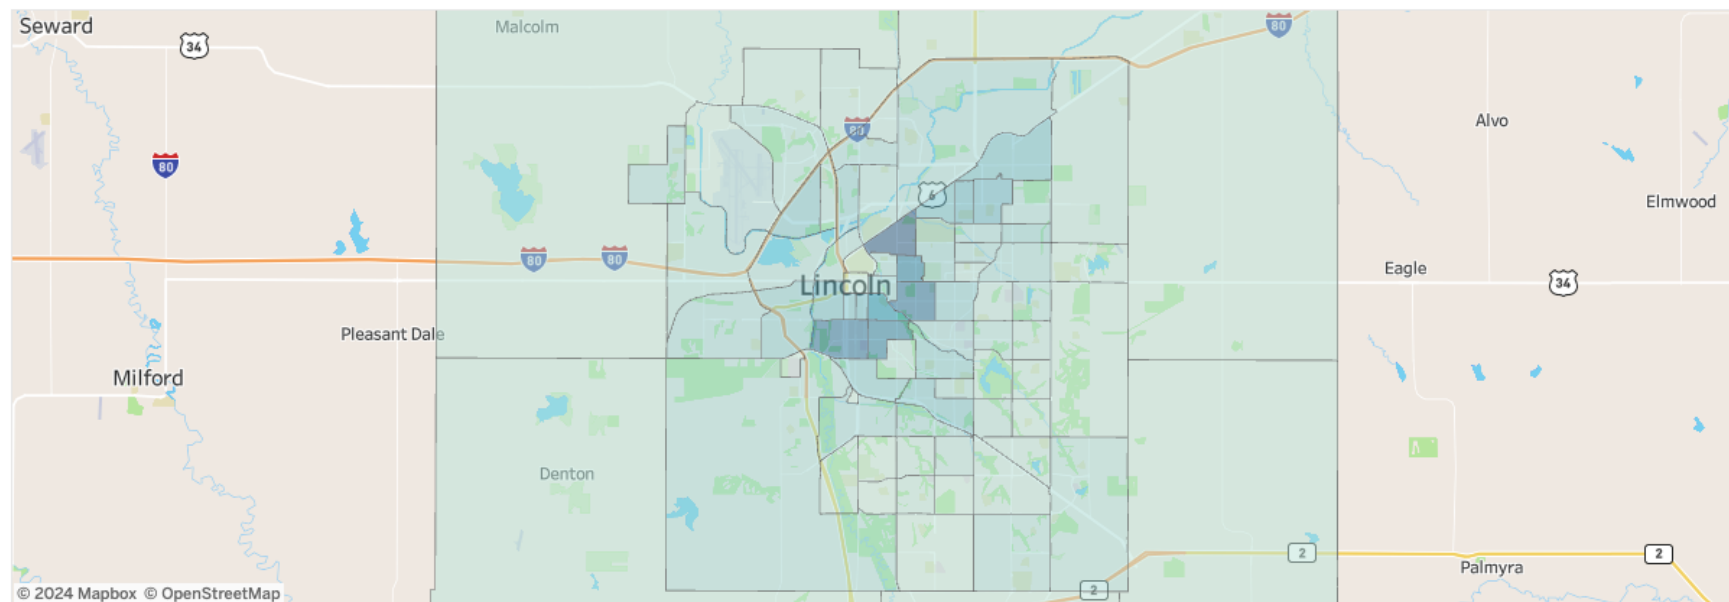 Seward
Malcolm
34
80
80
Alvo
80
6
Elmwood
80
80
Eagle
34
Lincoln
Pleasant Dale
Milford
Denton
2
2
Palmyra
2
© 2024 Mapbox © OpenStreetMap